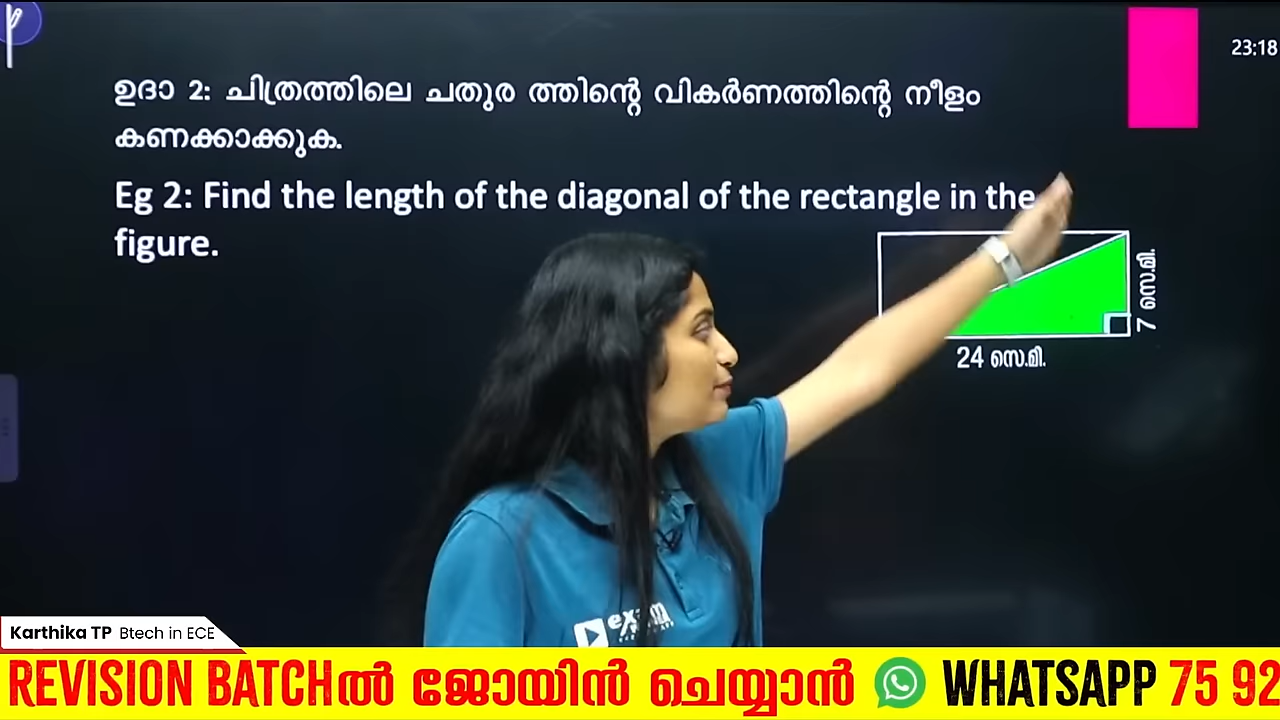 23:18
ഉദാ 2: ചിത്രത്തിലെ ചതുര ത്തിന്റെ വികർണത്തിന്റെ നീളം
കണക്കാക്കുക.
Eg 2: Find the length of the diagonal of the rectangle in the
figure.
7 സെ.മി.
24 സെ.മി.
exam
Karthika TP Btech in ECE
REVISION BATCHൽ ജോയിൻ ചെയ്യാൻ WHATSAPP 75 92